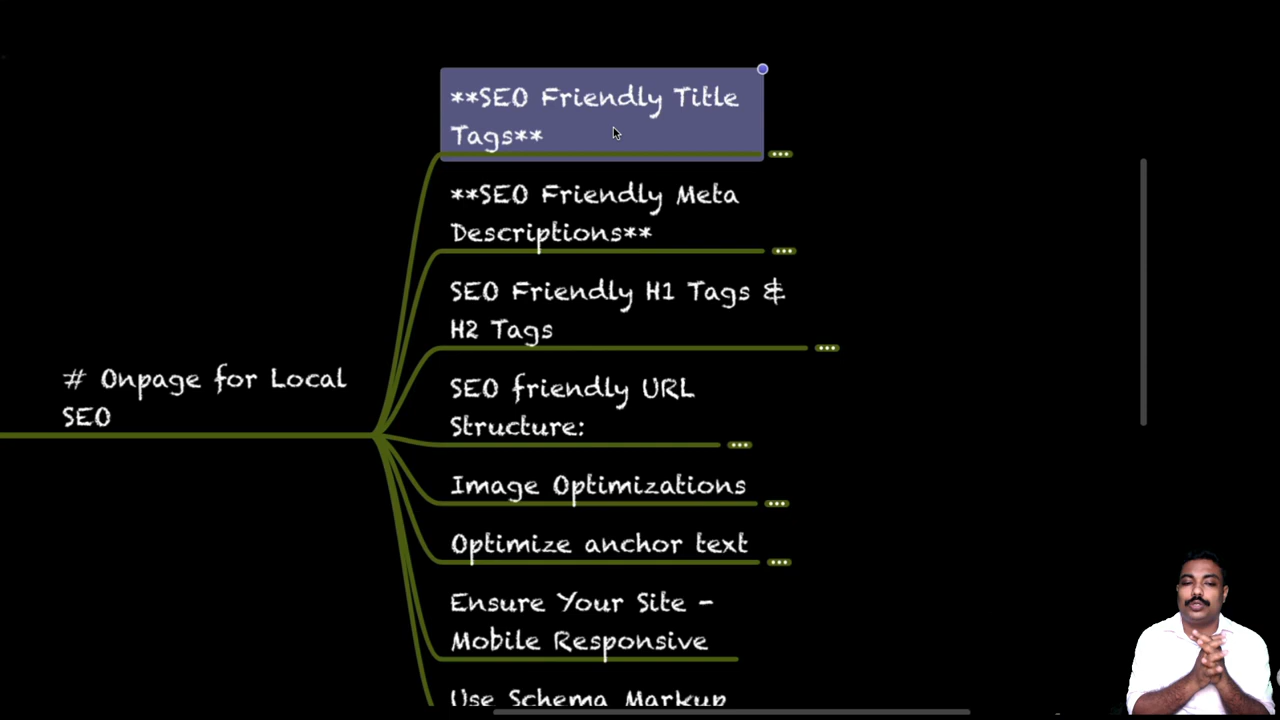 **SEO Friendly Title
Tags**
**SEO Friendly Meta
Descriptions**
SEO Friendly H1 Tags &
H2 Tags
# Onpage for Local
SEO
SEO friendly URL
Structure:
Image Optimizations
Optimize anchor text
Ensure Your Site -
Mobile Responsive
Use Schema Markup